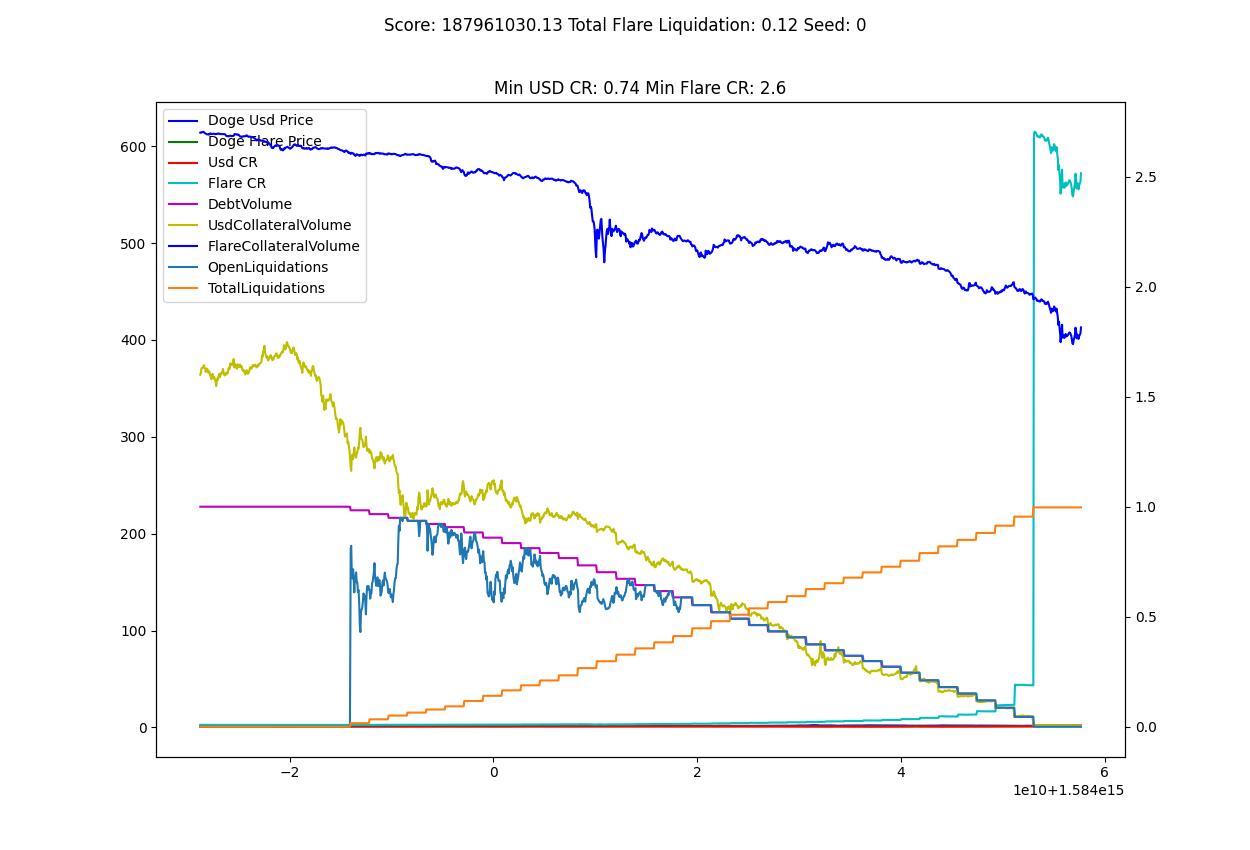 Score: 187961030.13 Total Flare Liquidation: 0.12 Seed: 0
Min USD CR: 0.74 Min Flare CR: 2.6
Doge Usd Price
Doge Flare Price
Usd CR
Flare CR
DebtVolume
UsdCollateralVolume
FlareCollateralVolume
OpenLiquidations
TotalLiquidations
600
500
400
300
200
100
0
2.5
2.0
1.5
1.0
0.5
0.0
−2 0 2 4 6
1e10+1.584e15